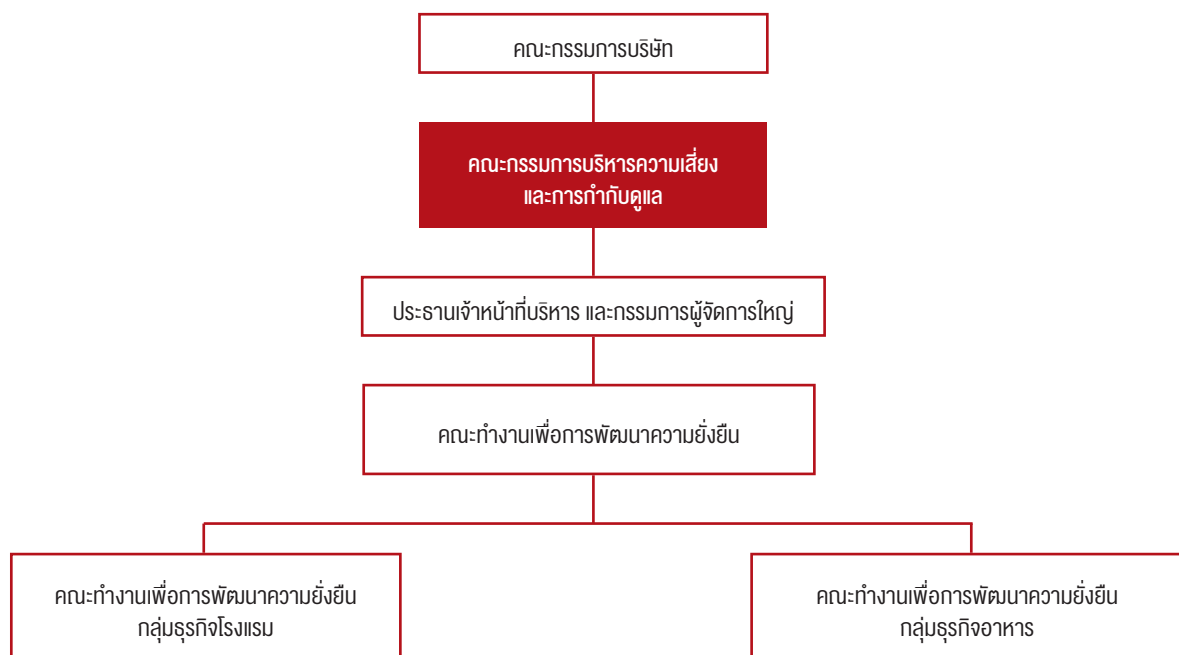 คณะกรรมการบริษัท
คณะกรรมการบริหารความเสี่ยง
และการกำกับดูแล
ประธานเจ้าหน้าที่บริหาร และกรรมการผู้จัดการใหญ่
คณะทำงานเพื่อการพัฒนาความยั่งยืน
คณะทำงานเพื่อการพัฒนาความยั่งยืน
กลุ่มธุรกิจโรงแรม
คณะทำงานเพื่อการพัฒนาความยั่งยืน
กลุ่มธุรกิจอาหาร